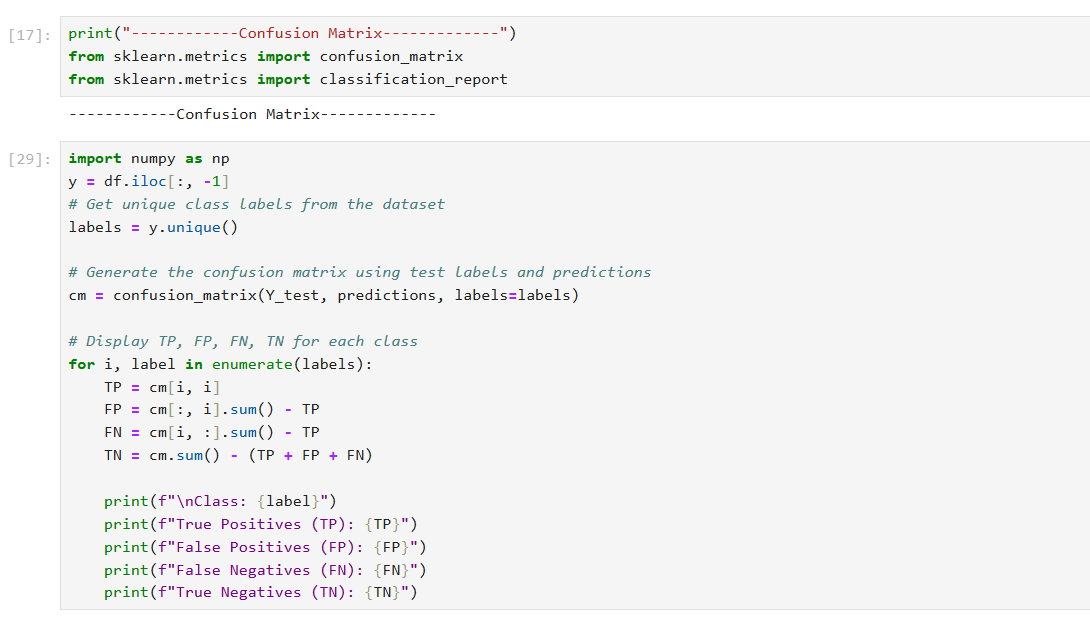 [17]: print("------------Confusion Matrix-------------")
from sklearn.metrics import confusion_matrix
from sklearn.metrics import classification_report
------------Confusion Matrix-------------
[29]: import numpy as np
y = df.iloc[:, -1]
# Get unique class labels from the dataset
labels = y.unique()
# Generate the confusion matrix using test labels and predictions
cm = confusion_matrix(Y_test, predictions, labels=labels)
# Display TP, FP, FN, TN for each class
for i, label in enumerate(labels):
    TP = cm[i, i]
    FP = cm[:, i].sum() - TP
    FN = cm[i, :].sum() - TP
    TN = cm.sum() - (TP + FP + FN)
    print(f"\nClass: {label}")
    print(f"True Positives (TP): {TP}")
    print(f"False Positives (FP): {FP}")
    print(f"False Negatives (FN): {FN}")
    print(f"True Negatives (TN): {TN}")